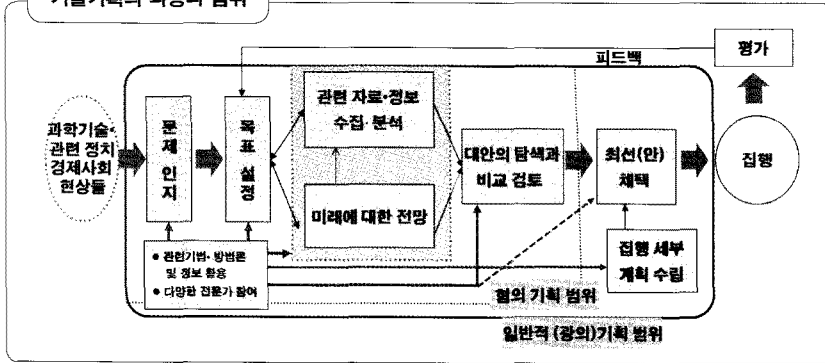 기술기획의 과정과 범위
피드백
평가
과학기술·
관련 정치
경제사회
현상들
문제 인지
목표 설정
관련 자료·정보
수집·분석
미래에 대한 전망
대안의 탐색과
비교 검토
최선(안)
채택
집행
집행 세부
계획 수립
● 관련기법·방법론
및 정보 활용
● 다양한 전문가 참여
협의 기획 범위
일반적 (광의)기획 범위